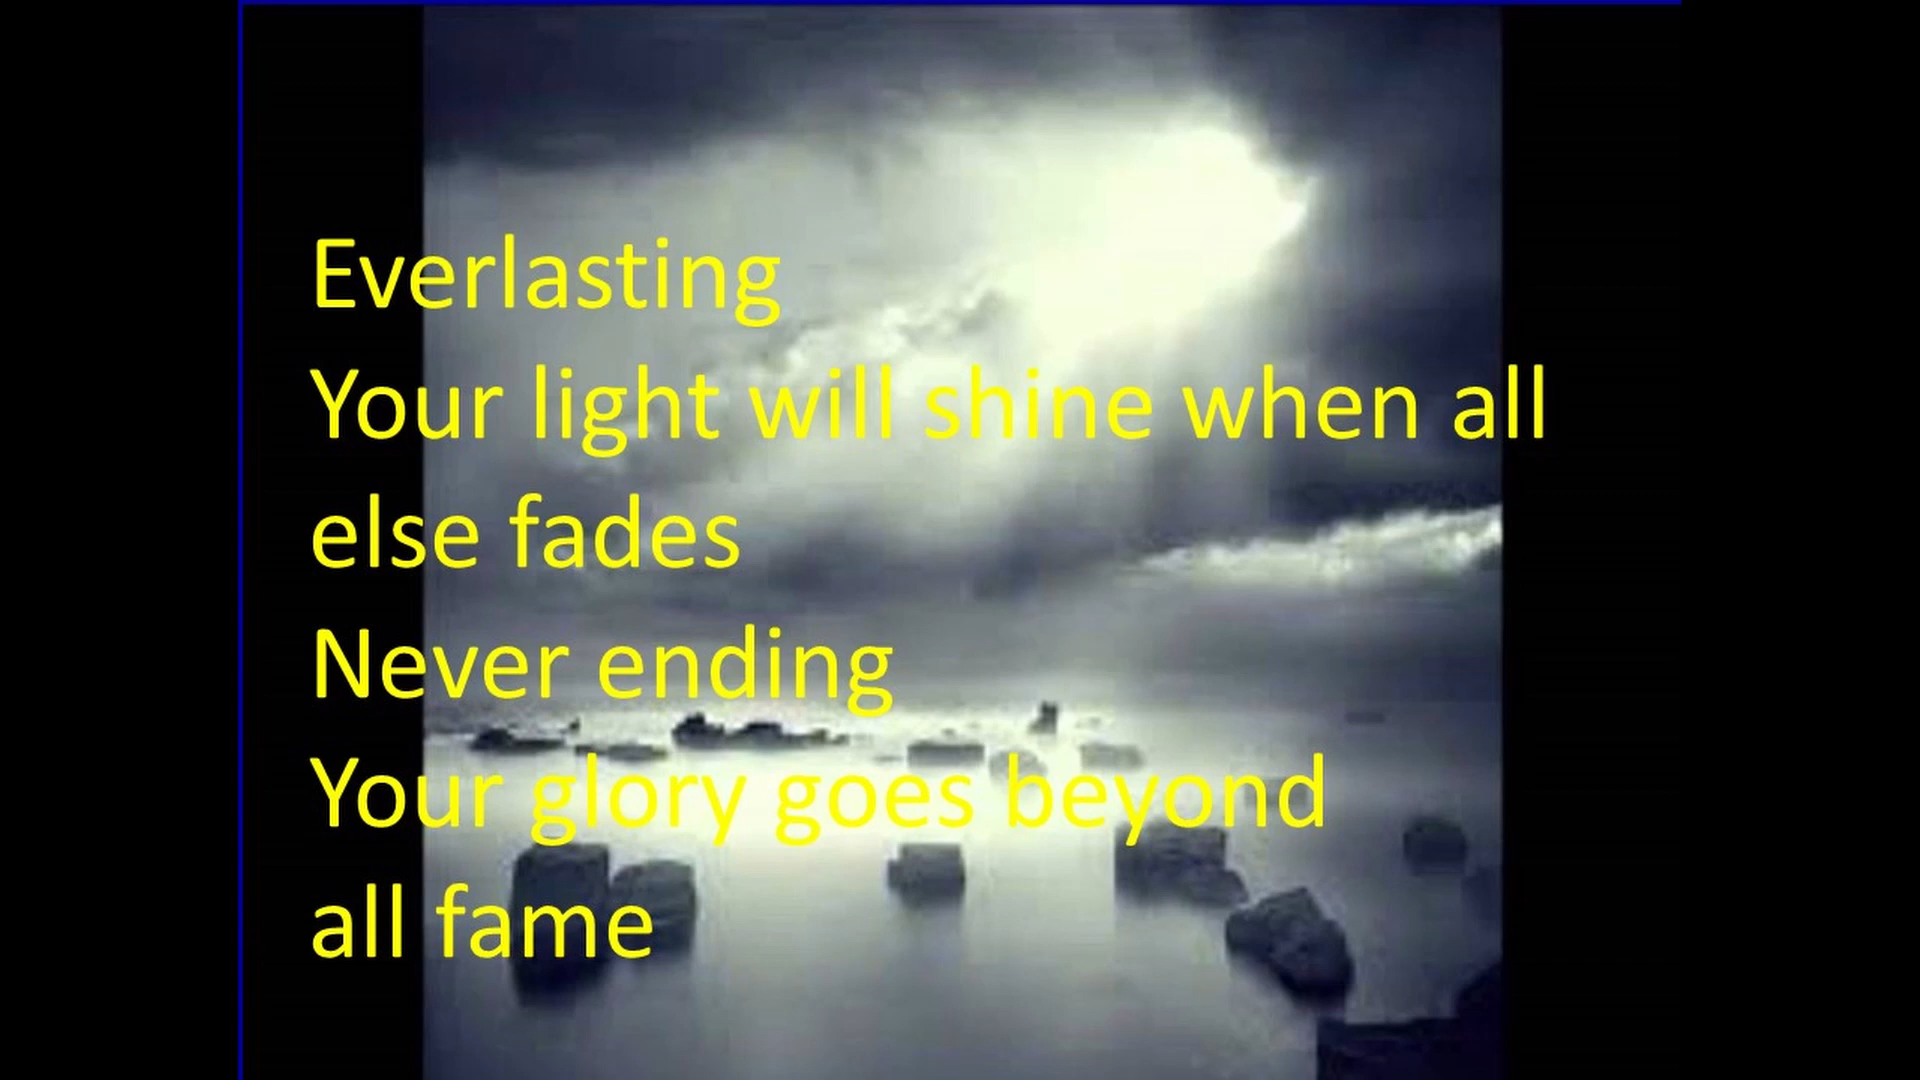 Everlasting
Your light will shine when all
else fades
Never ending
Your glory goes beyond
all fame